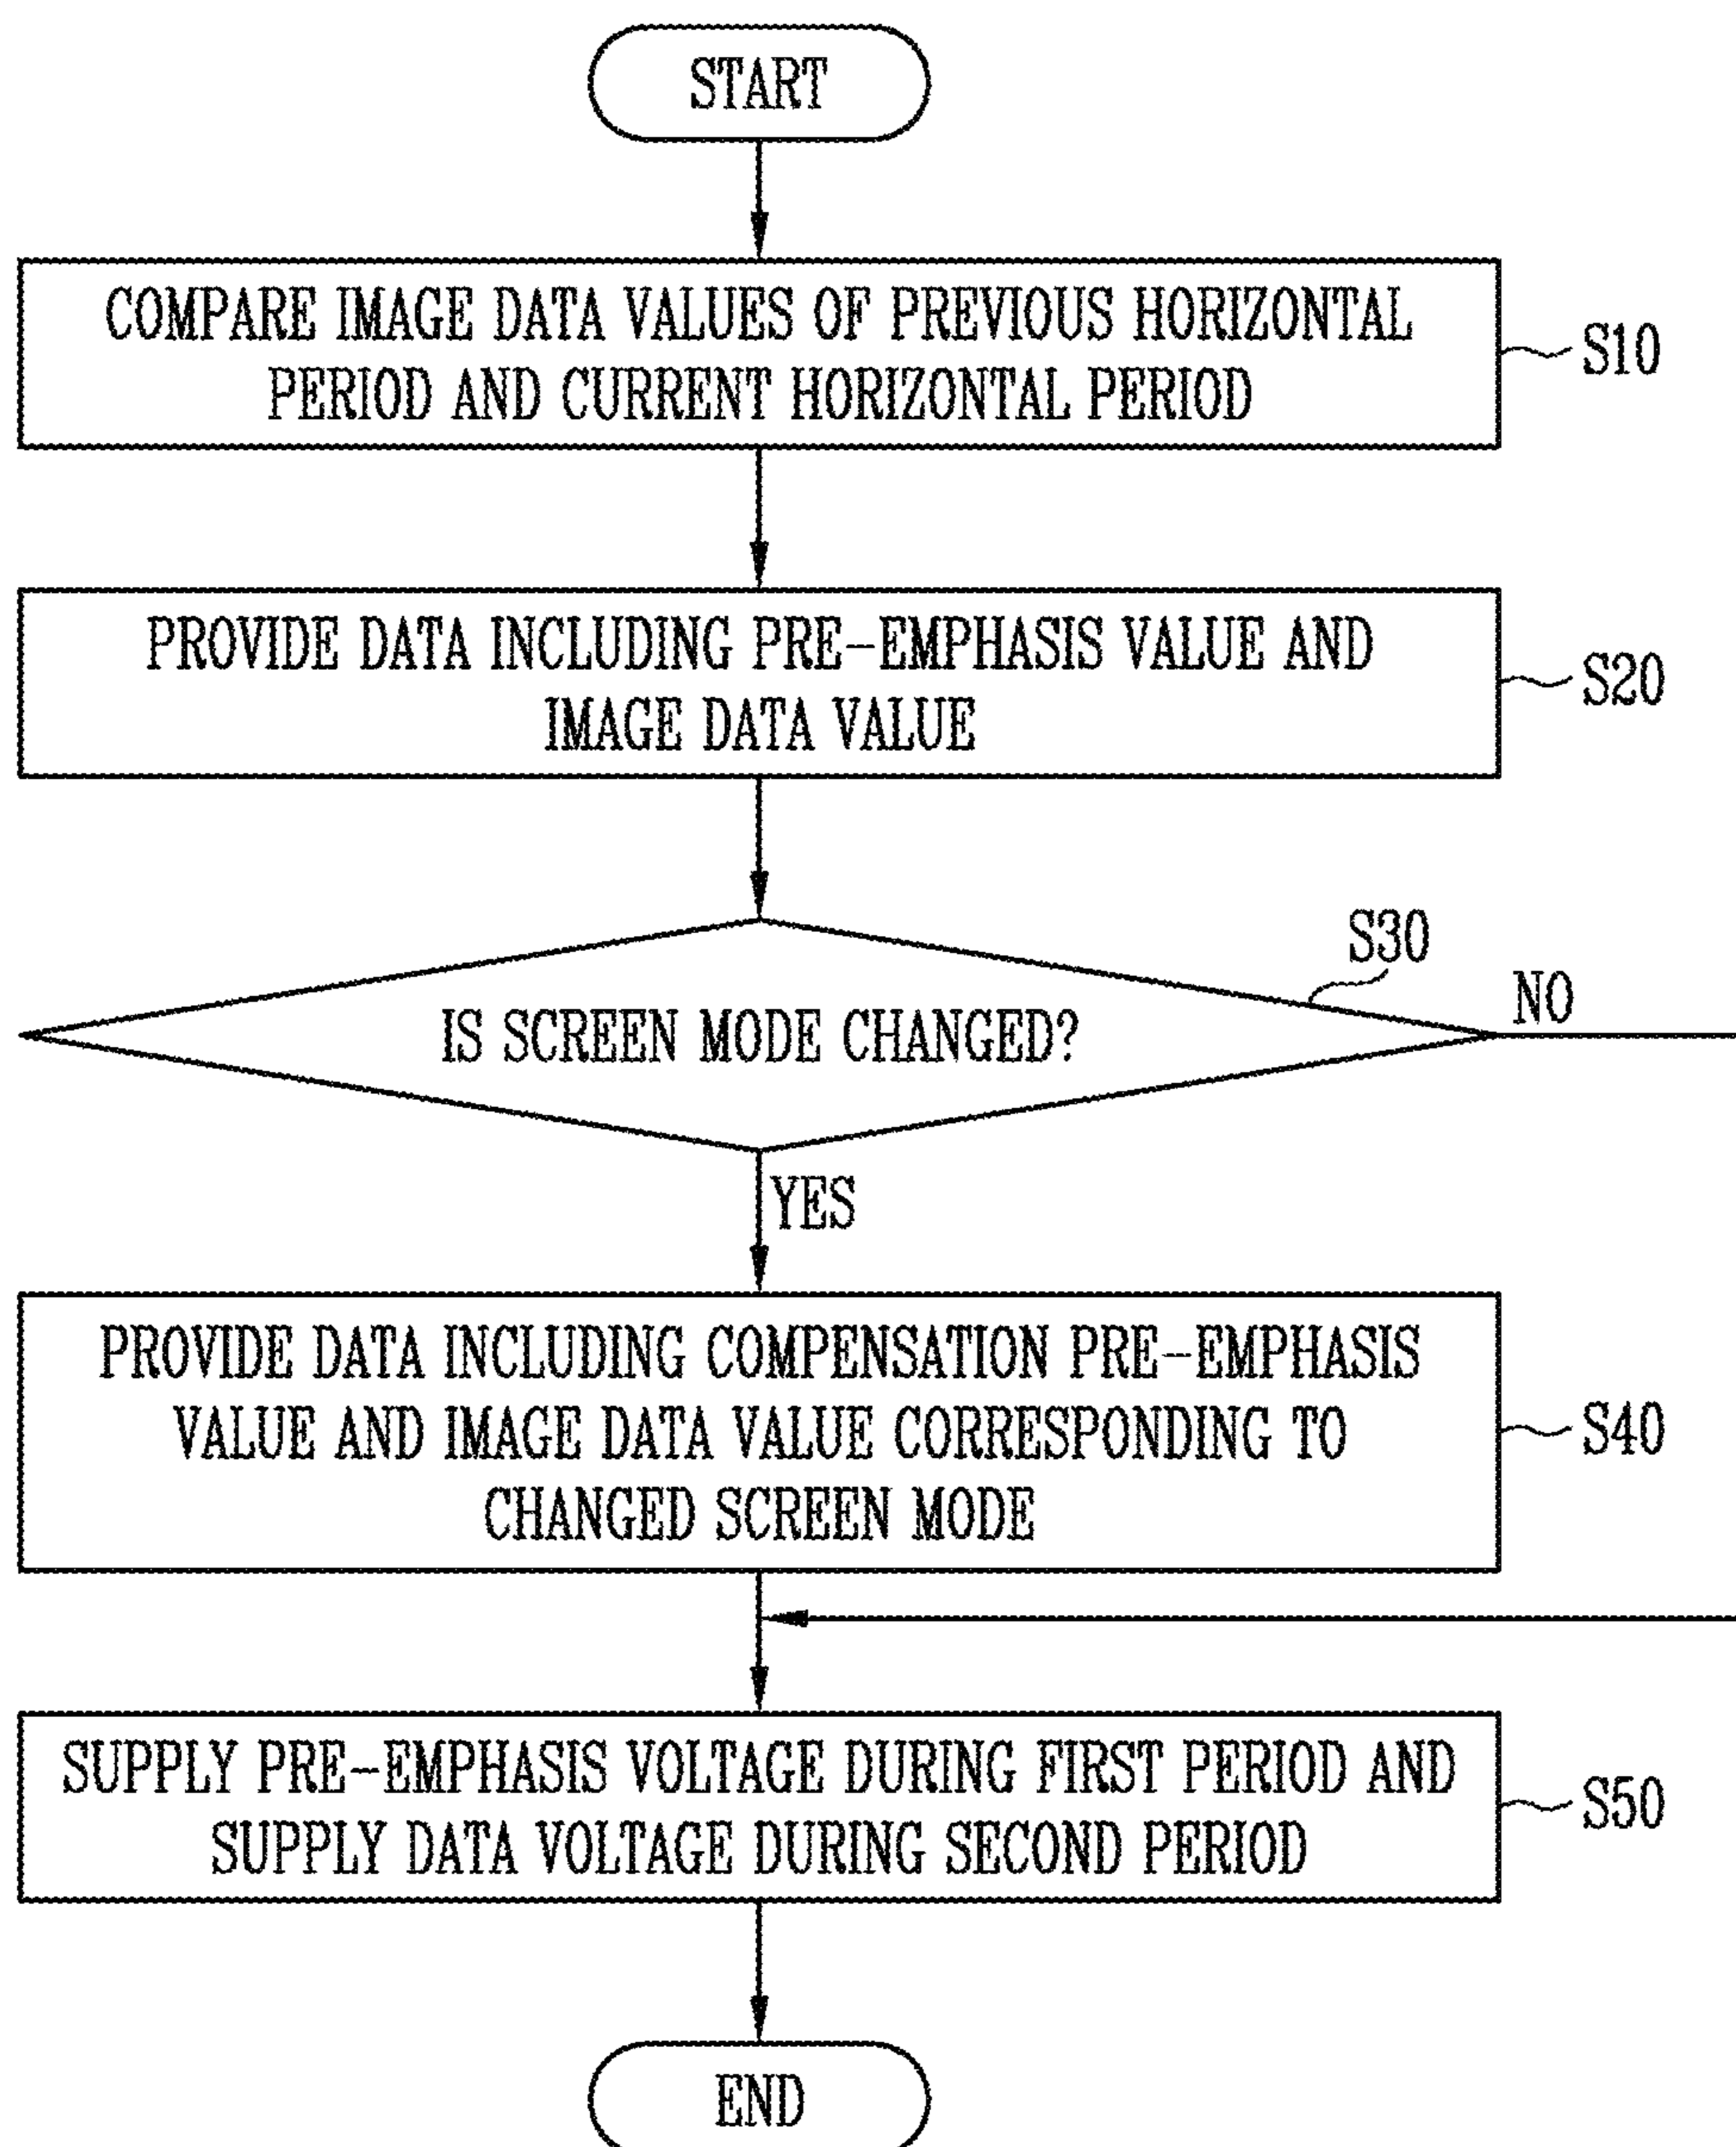 START
COMPARE IMAGE DATA VALUES OF PREVIOUS HORIZONTAL
PERIOD AND CURRENT HORIZONTAL PERIOD
S10
PROVIDE DATA INCLUDING PRE-EMPHASIS VALUE AND
IMAGE DATA VALUE
S20
S30
NO
IS SCREEN MODE CHANGED?
YES
PROVIDE DATA INCLUDING COMPENSATION PRE-EMPHASIS
VALUE AND IMAGE DATA VALUE CORRESPONDING TO
CHANGED SCREEN MODE
S40
SUPPLY PRE-EMPHASIS VOLTAGE DURING FIRST PERIOD AND
SUPPLY DATA VOLTAGE DURING SECOND PERIOD
S50
END